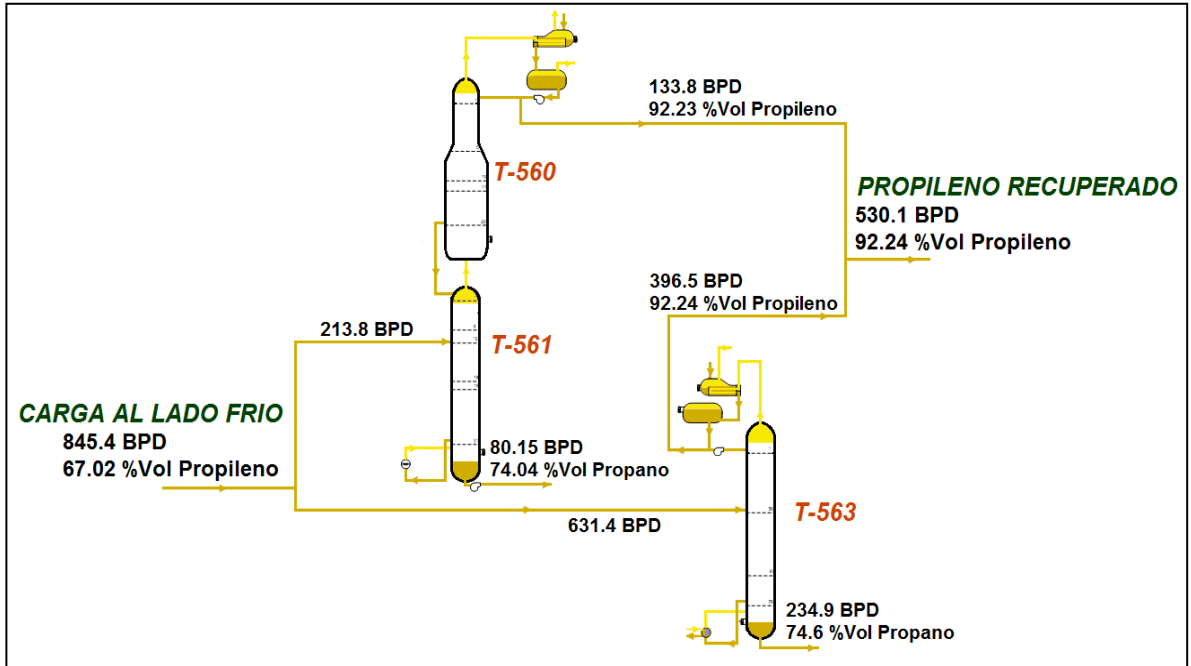 133.8 BPD
92.23 %Vol Propileno
T-560
PROPILENO RECUPERADO
530.1 BPD
92.24 %Vol Propileno
396.5 BPD
92.24 %Vol Propileno
213.8 BPD
T-561
CARGA AL LADO FRIO
845.4 BPD
67.02 %Vol Propileno
80.15 BPD
74.04 %Vol Propano
T-563
631.4 BPD
234.9 BPD
74.6 %Vol Propano